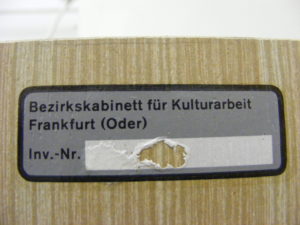 Bezirkskabinett für Kulturarbeit
Frankfurt (Oder)
Inv.-Nr.